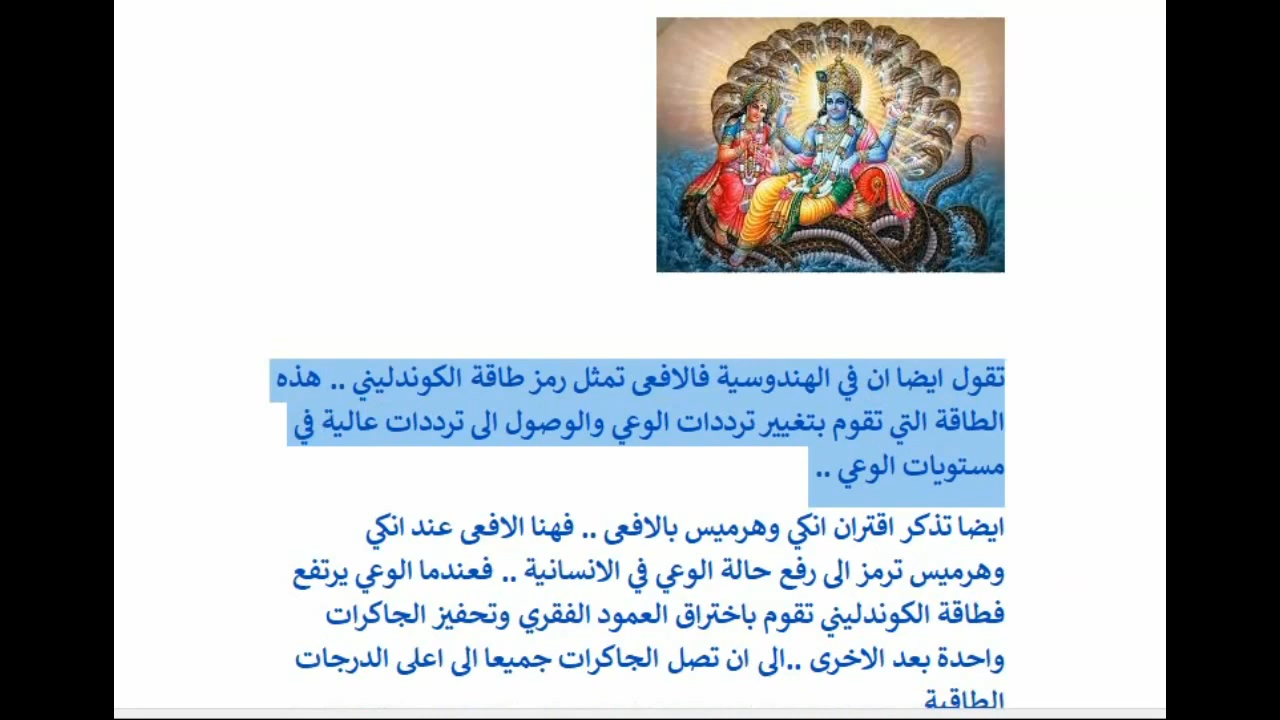 تقول ايضا ان في الهندوسية فالافعى تمثل رمز طاقة الكوندليني .. هذه
الطاقة التي تقوم بتغيير ترددات الوعي والوصول الى ترددات عالية في
مستويات الوعي ..
ايضا تذكر اقتران انكي وهرميس بالافعى .. فهنا الافعى عند انكي
وهرميس ترمز الى رفع حالة الوعي في الانسانية .. فعندما الوعي يرتفع
فطاقة الكوندليني تقوم باختراق العمود الفقري وتحفيز الجاكرات
واحدة بعد الاخرى ..الى ان تصل الجاكرات جميعا الى اعلى الدرجات
الطاقية